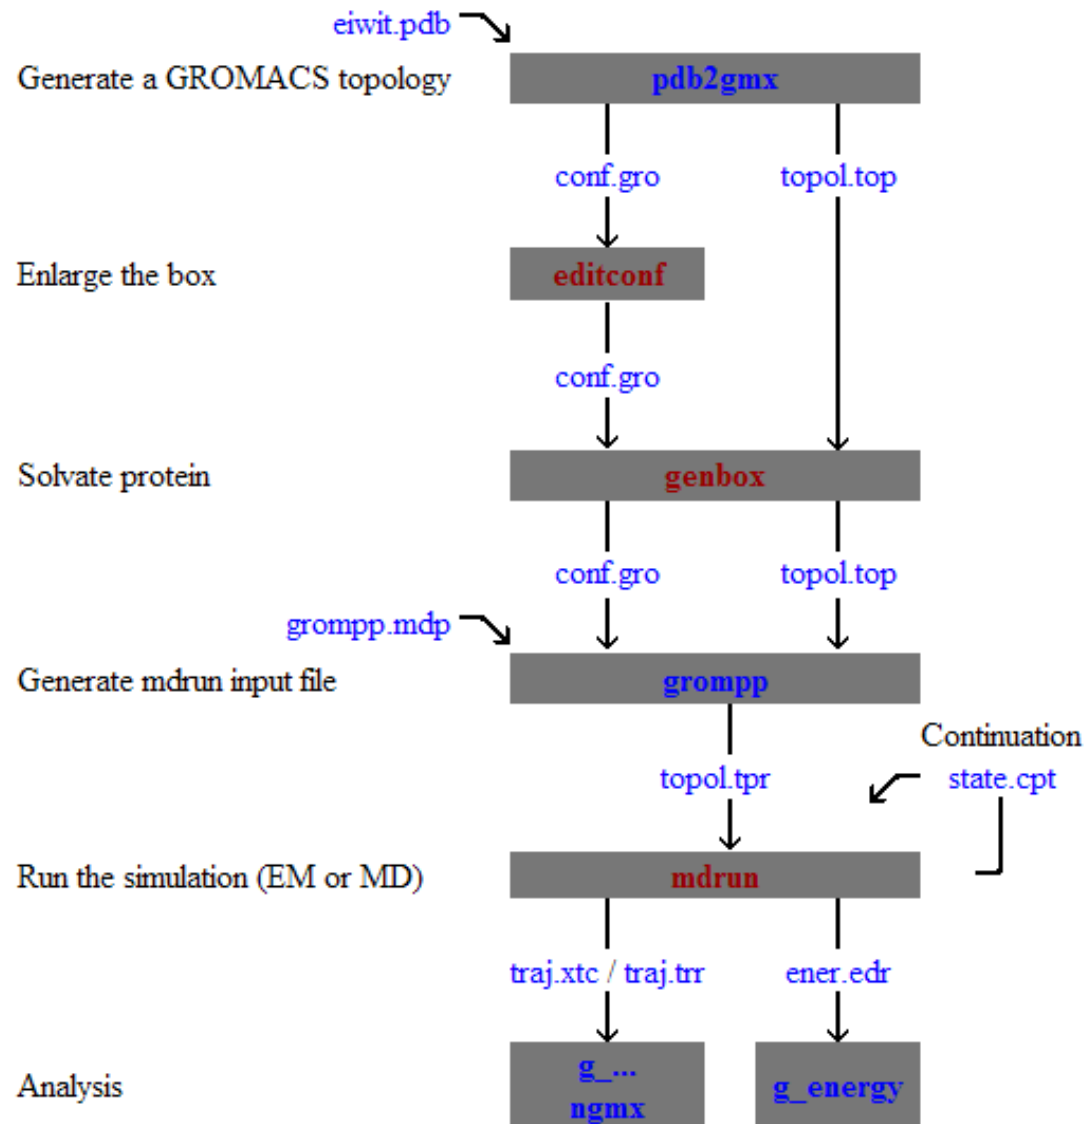 eiwit.pdb
Generate a GROMACS topology
pdb2gmx
conf.gro
topol.top
Enlarge the box
editconf
conf.gro
Solvate protein
genbox
conf.gro
topol.top
grompp.mdp
Generate mdrun input file
grompp
Continuation
topol.tpr
state.cpt
Run the simulation (EM or MD)
mdrun
traj.xtc / traj.trr
ener.edr
Analysis
g_...
ngmx
g_energy